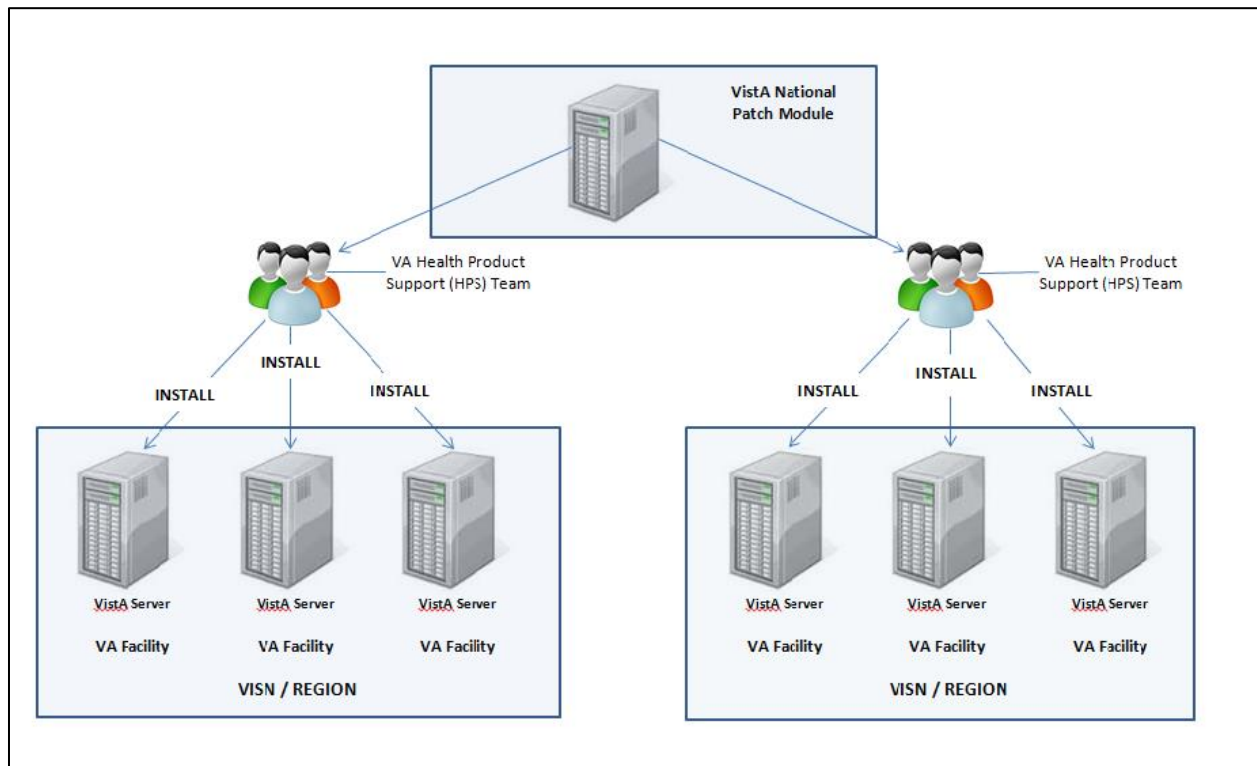 VistA National
Patch Module
VA Health Product
Support (HPS) Team
VA Health Product
Support (HPS) Team
INSTALL
INSTALL
INSTALL
INSTALL
INSTALL
INSTALL
VistA Server
VistA Server
VistA Server
VA Facility
VA Facility
VA Facility
VISN / REGION
VistA Server
VistA Server
VistA Server
VA Facility
VA Facility
VA Facility
VISN / REGION